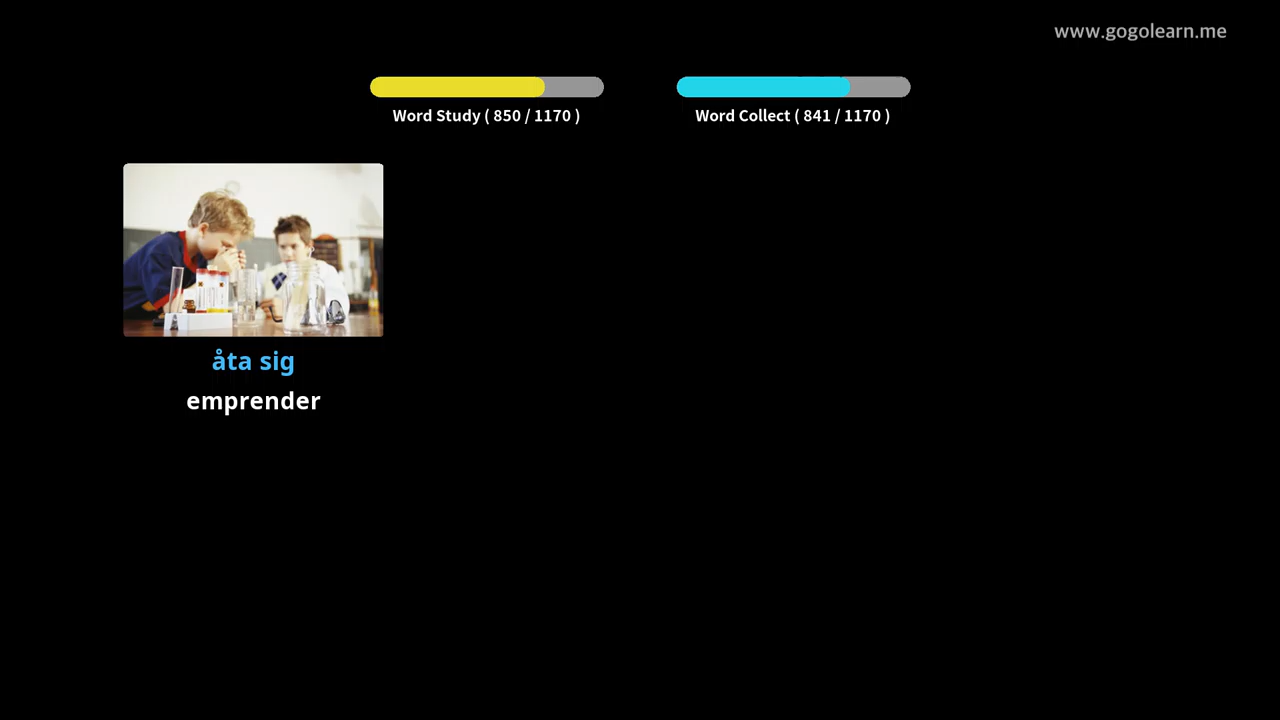 www.gogolearn.me
Word Study ( 850 / 1170 )
Word Collect ( 841 / 1170 )
åta sig
emprender